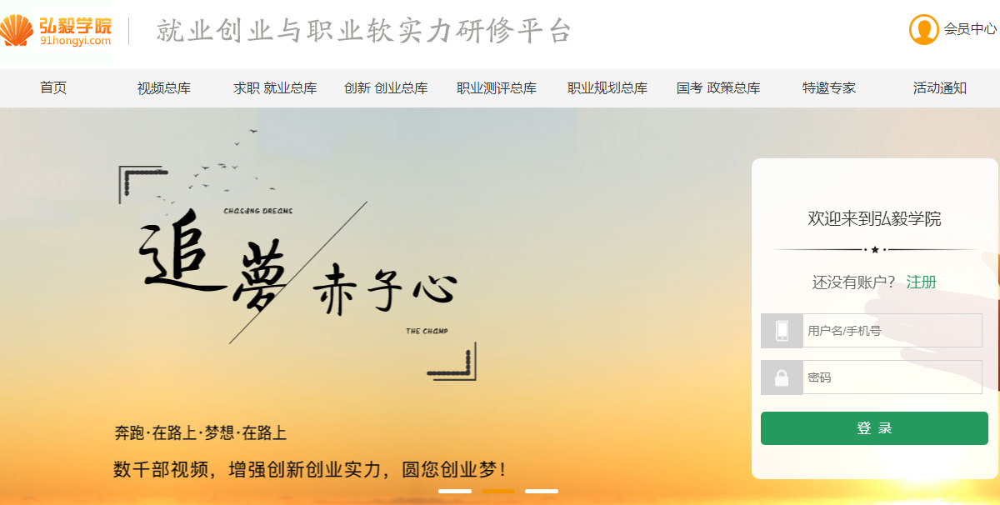 弘毅学院
91hongyi.com
就业创业与职业软实力研修平台
会员中心
首页 视频总库 求职 就业总库 创新 创业总库 职业测评总库 职业规划总库 国考 政策总库 特邀专家 活动通知
CHASING DREAMS
追夢
赤子心
THE CHAMP
奔跑·在路上·梦想·在路上
数千部视频，增强创新创业实力，圆您创业梦！
欢迎来到弘毅学院
还没有账户？ 注册
用户名/手机号
密码
登 录